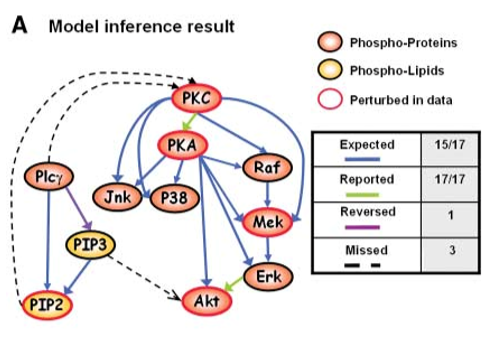 A Model inference result
Phospho-Proteins
Phospho-Lipids
Perturbed in data
PKC
PKA
Raf
Plcγ
Jnk
P38
Mek
PIP3
Erk
PIP2
Akt
Expected 15/17
Reported 17/17
Reversed 1
Missed 3